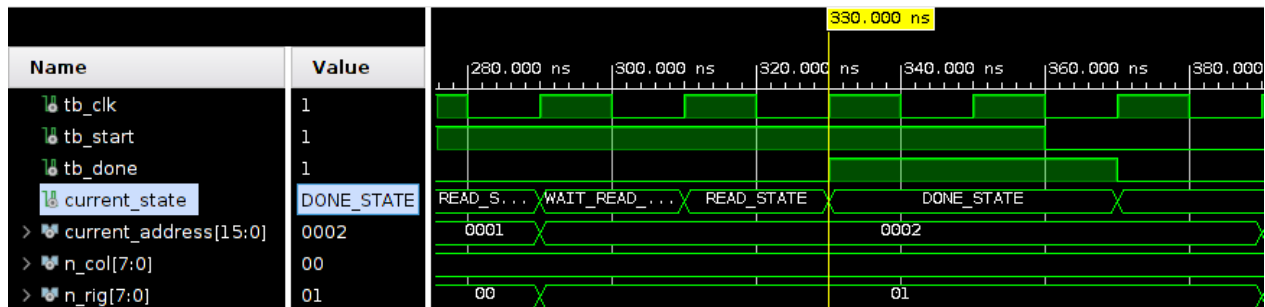 330.000 ns
Name Value
280.000 ns 300.000 ns 320.000 ns 340.000 ns 360.000 ns 380.000
tb_clk 1
tb_start 1
tb_done 1
current_state DONE_STATE READ_S... WAIT_READ_... READ_STATE DONE_STATE
> current_address[15:0] 0002 0001 0002
> n_col[7:0] 00
> n_rig[7:0] 01 00 01